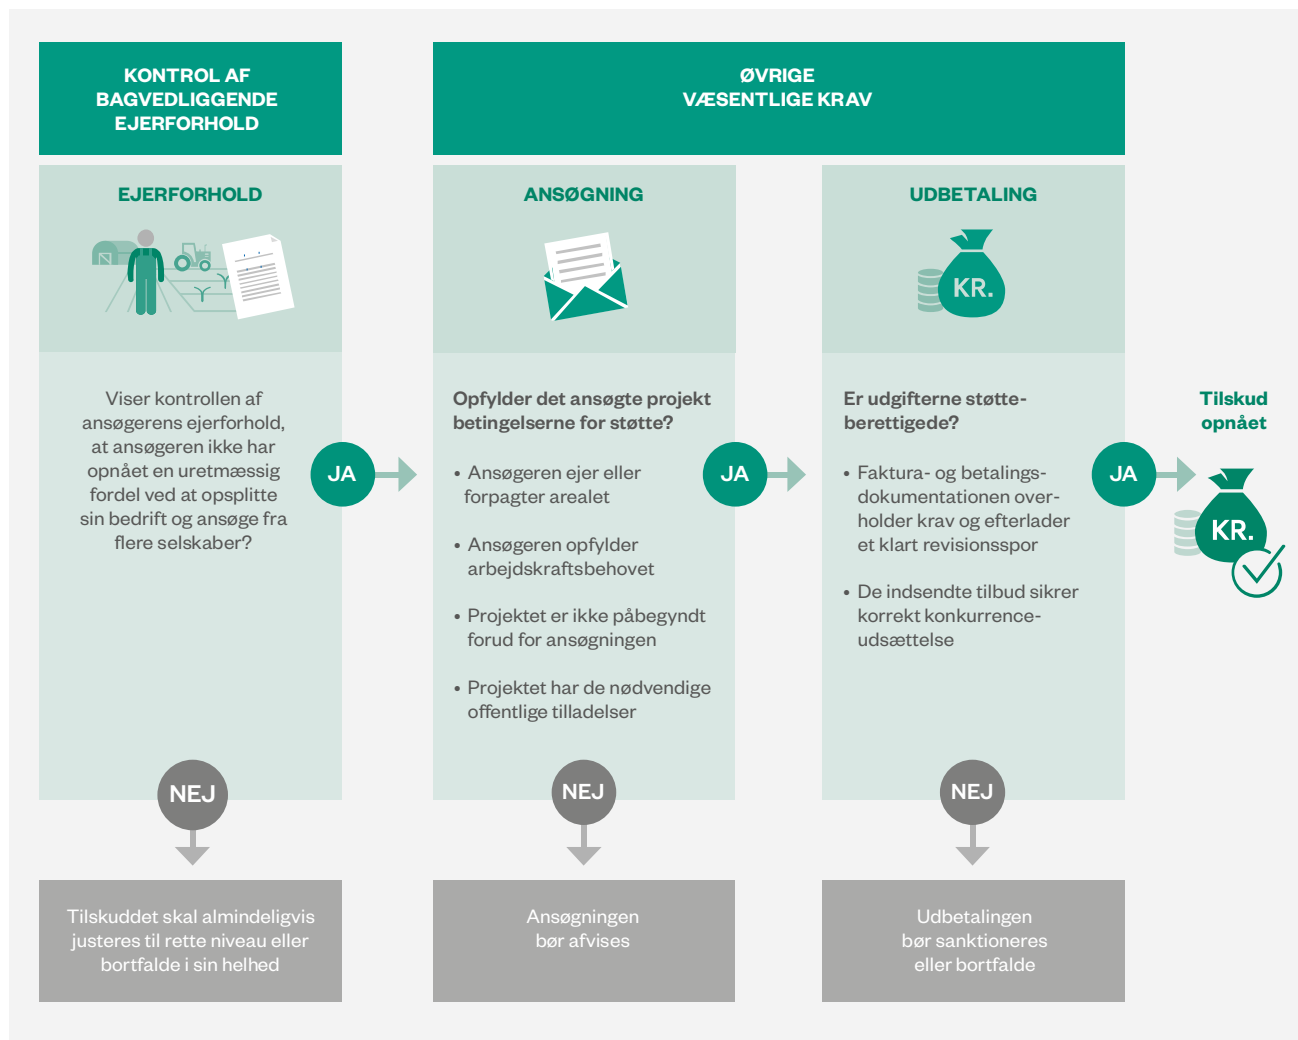 KONTROL AF
BAGVEDLIGGENDE
EJERFORHOLD
ØVRIGE
VÆSENTLIGE KRAV
EJERFORHOLD
Viser kontrollen af
ansøgerens ejerforhold,
at ansøgeren ikke har
opnået en uretmæssig
fordel ved at opsplitte
sin bedrift og ansøge fra
flere selskaber?
JA
NEJ
Tilskuddet skal almindeligvis
justeres til rette niveau eller
bortfalde i sin helhed
ANSØGNING
Opfylder det ansøgte projekt
betingelserne for støtte?
• Ansøgeren ejer eller
forpagter arealet
• Ansøgeren opfylder
arbejdskraftsbehovet
• Projektet er ikke påbegyndt
forud for ansøgningen
• Projektet har de nødvendige
offentlige tilladelser
JA
NEJ
Ansøgningen
bør afvises
UDBETALING
KR.
Er udgifterne støtte-
berettigede?
• Faktura- og betalings-
dokumentationen over-
holder krav og efterlader
et klart revisionsspor
• De indsendte tilbud sikrer
korrekt konkurrence-
udsættelse
JA
NEJ
Udbetalingen
bør sanktioneres
eller bortfalde
Tilskud
opnået
KR.